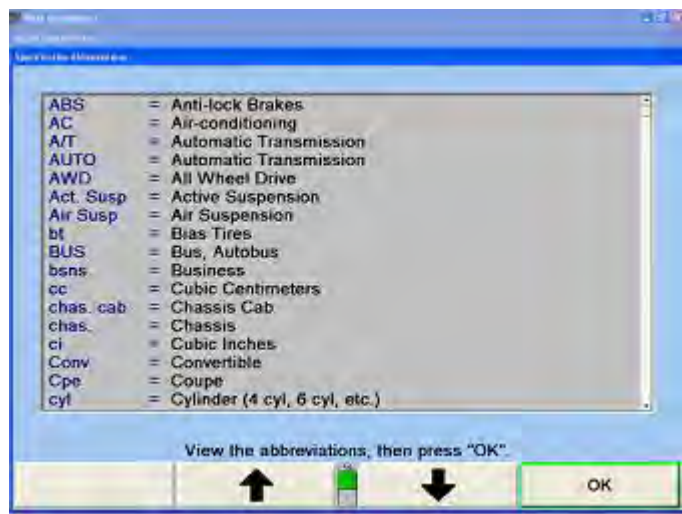 ABS = Anti-lock Brakes
AC = Air-conditioning
A/T = Automatic Transmission
AUTO = Automatic Transmission
AWD = All Wheel Drive
Act. Susp = Active Suspension
Air Susp = Air Suspension
bt = Bias Tires
BUS = Bus, Autobus
bsns = Business
cc = Cubic Centimeters
chas. cab = Chassis Cab
chas. = Chassis
ci = Cubic Inches
Conv = Convertible
Cpe = Coupe
cyl = Cylinder (4 cyl, 6 cyl, etc.)
View the abbreviations, then press "OK".
OK